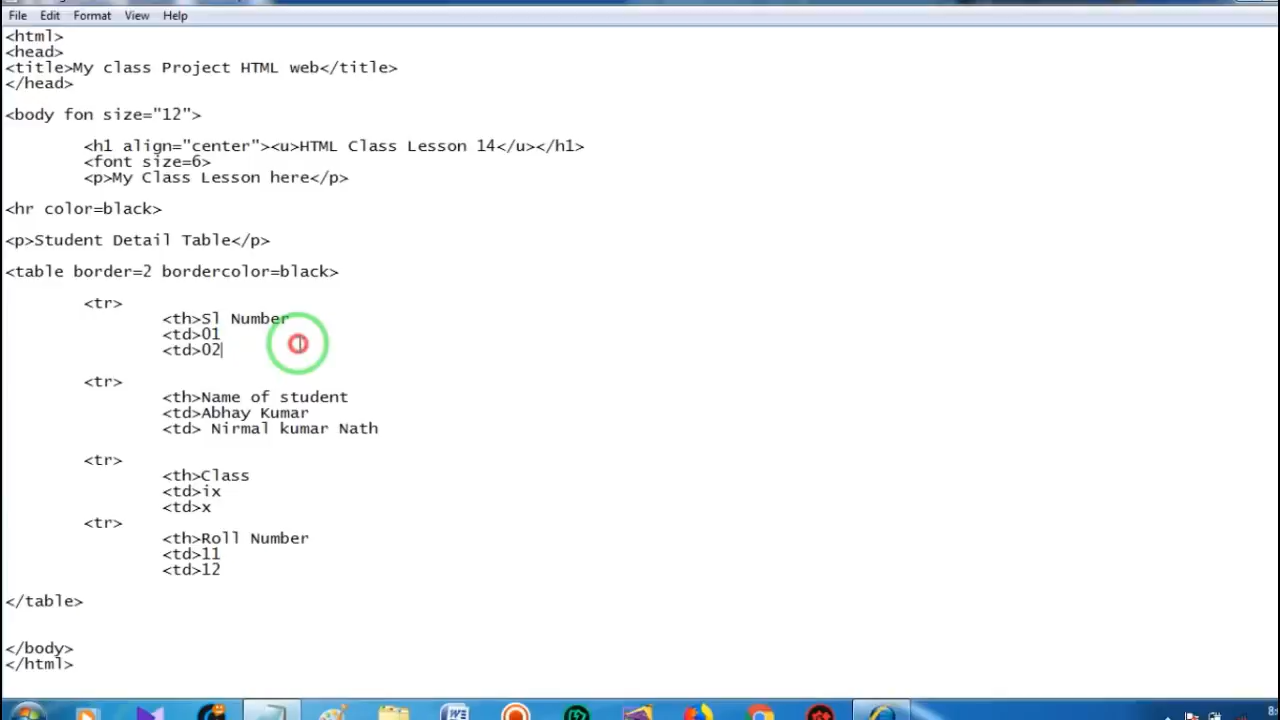 File Edit Format View Help
<html>
<head>
<title>My class Project HTML web</title>
</head>
<body fon size="12">
<h1 align="center"><u>HTML Class Lesson 14</u></h1>
<font size=6>
<p>My Class Lesson here</p>
<hr color=black>
<p>Student Detail Table</p>
<table border=2 bordercolor=black>
<tr>
<th>Sl Number
<td>01
<td>02
<tr>
<th>Name of student
<td>Abhay Kumar
<td> Nirmal kumar Nath
<tr>
<th>Class
<td>ix
<td>x
<tr>
<th>Roll Number
<td>11
<td>12
</table>
</body>
</html>